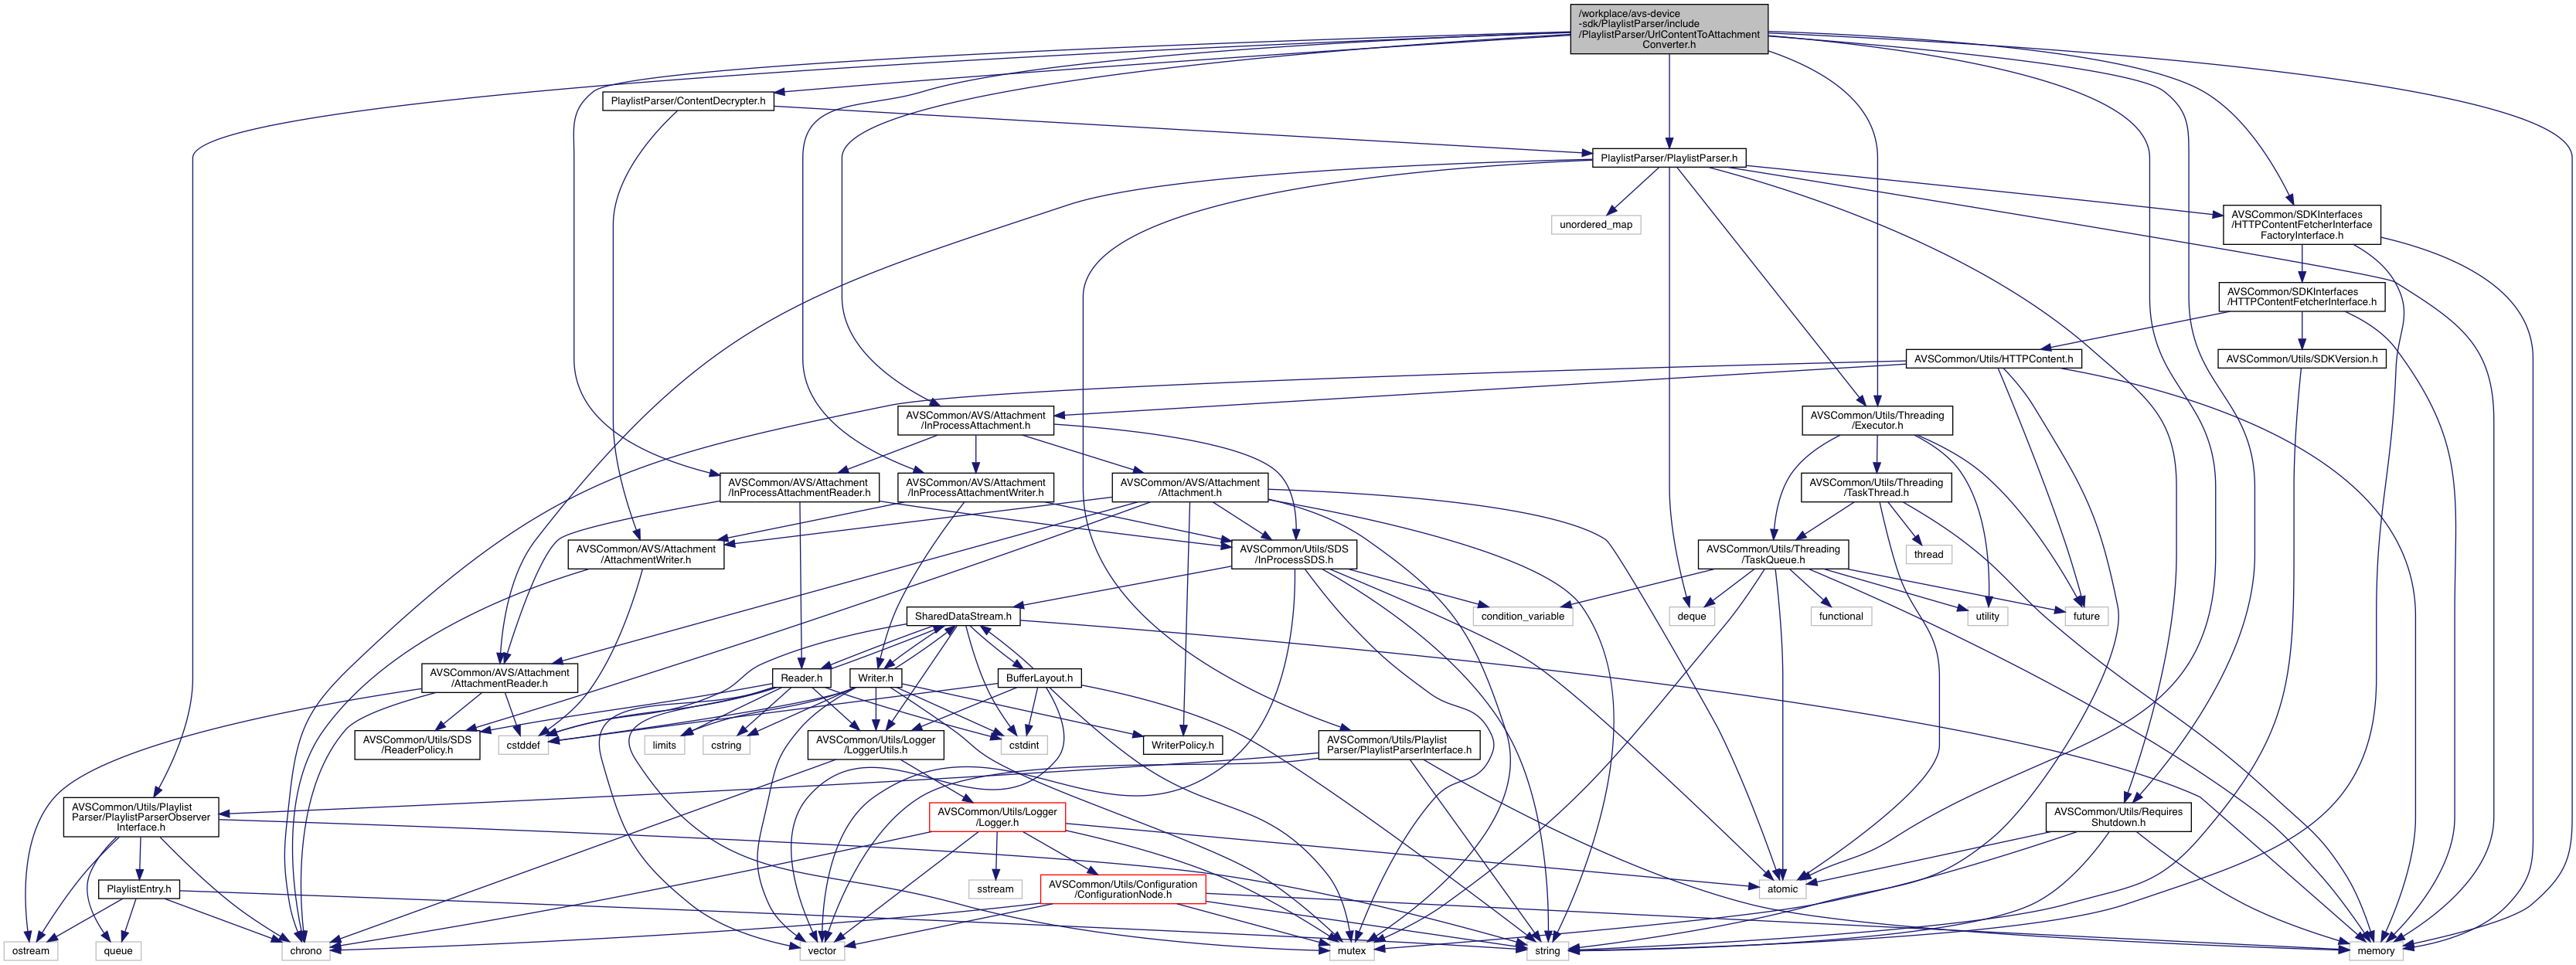 /workplace/avs-device
-sdk/PlaylistParser/include
/PlaylistParser/UrlContentToAttachment
Converter.h
PlaylistParser/ContentDecrypter.h
PlaylistParser/PlaylistParser.h
unordered_map
AVSCommon/SDKInterfaces
/HTTPContentFetcherInterface
FactoryInterface.h
AVSCommon/SDKInterfaces
/HTTPContentFetcherInterface.h
AVSCommon/Utils/HTTPContent.h
AVSCommon/Utils/SDKVersion.h
AVSCommon/AVS/Attachment
/InProcessAttachment.h
AVSCommon/Utils/Threading
/Executor.h
AVSCommon/AVS/Attachment
/InProcessAttachmentReader.h
AVSCommon/AVS/Attachment
/InProcessAttachmentWriter.h
AVSCommon/AVS/Attachment
/Attachment.h
AVSCommon/Utils/Threading
/TaskThread.h
AVSCommon/AVS/Attachment
/AttachmentWriter.h
AVSCommon/Utils/SDS
/InProcessSDS.h
AVSCommon/Utils/Threading
/TaskQueue.h
thread
SharedDataStream.h
condition_variable
deque
functional
utility
future
AVSCommon/AVS/Attachment
/AttachmentReader.h
Reader.h
Writer.h
BufferLayout.h
AVSCommon/Utils/SDS
/ReaderPolicy.h
cstddef
limits
cstring
AVSCommon/Utils/Logger
/LoggerUtils.h
cstdint
WriterPolicy.h
AVSCommon/Utils/Playlist
Parser/PlaylistParserInterface.h
AVSCommon/Utils/Playlist
Parser/PlaylistParserObserver
Interface.h
AVSCommon/Utils/Logger
/Logger.h
AVSCommon/Utils/Requires
Shutdown.h
PlaylistEntry.h
sstream
AVSCommon/Utils/Configuration
/ConfigurationNode.h
atomic
ostream
queue
chrono
vector
mutex
string
memory